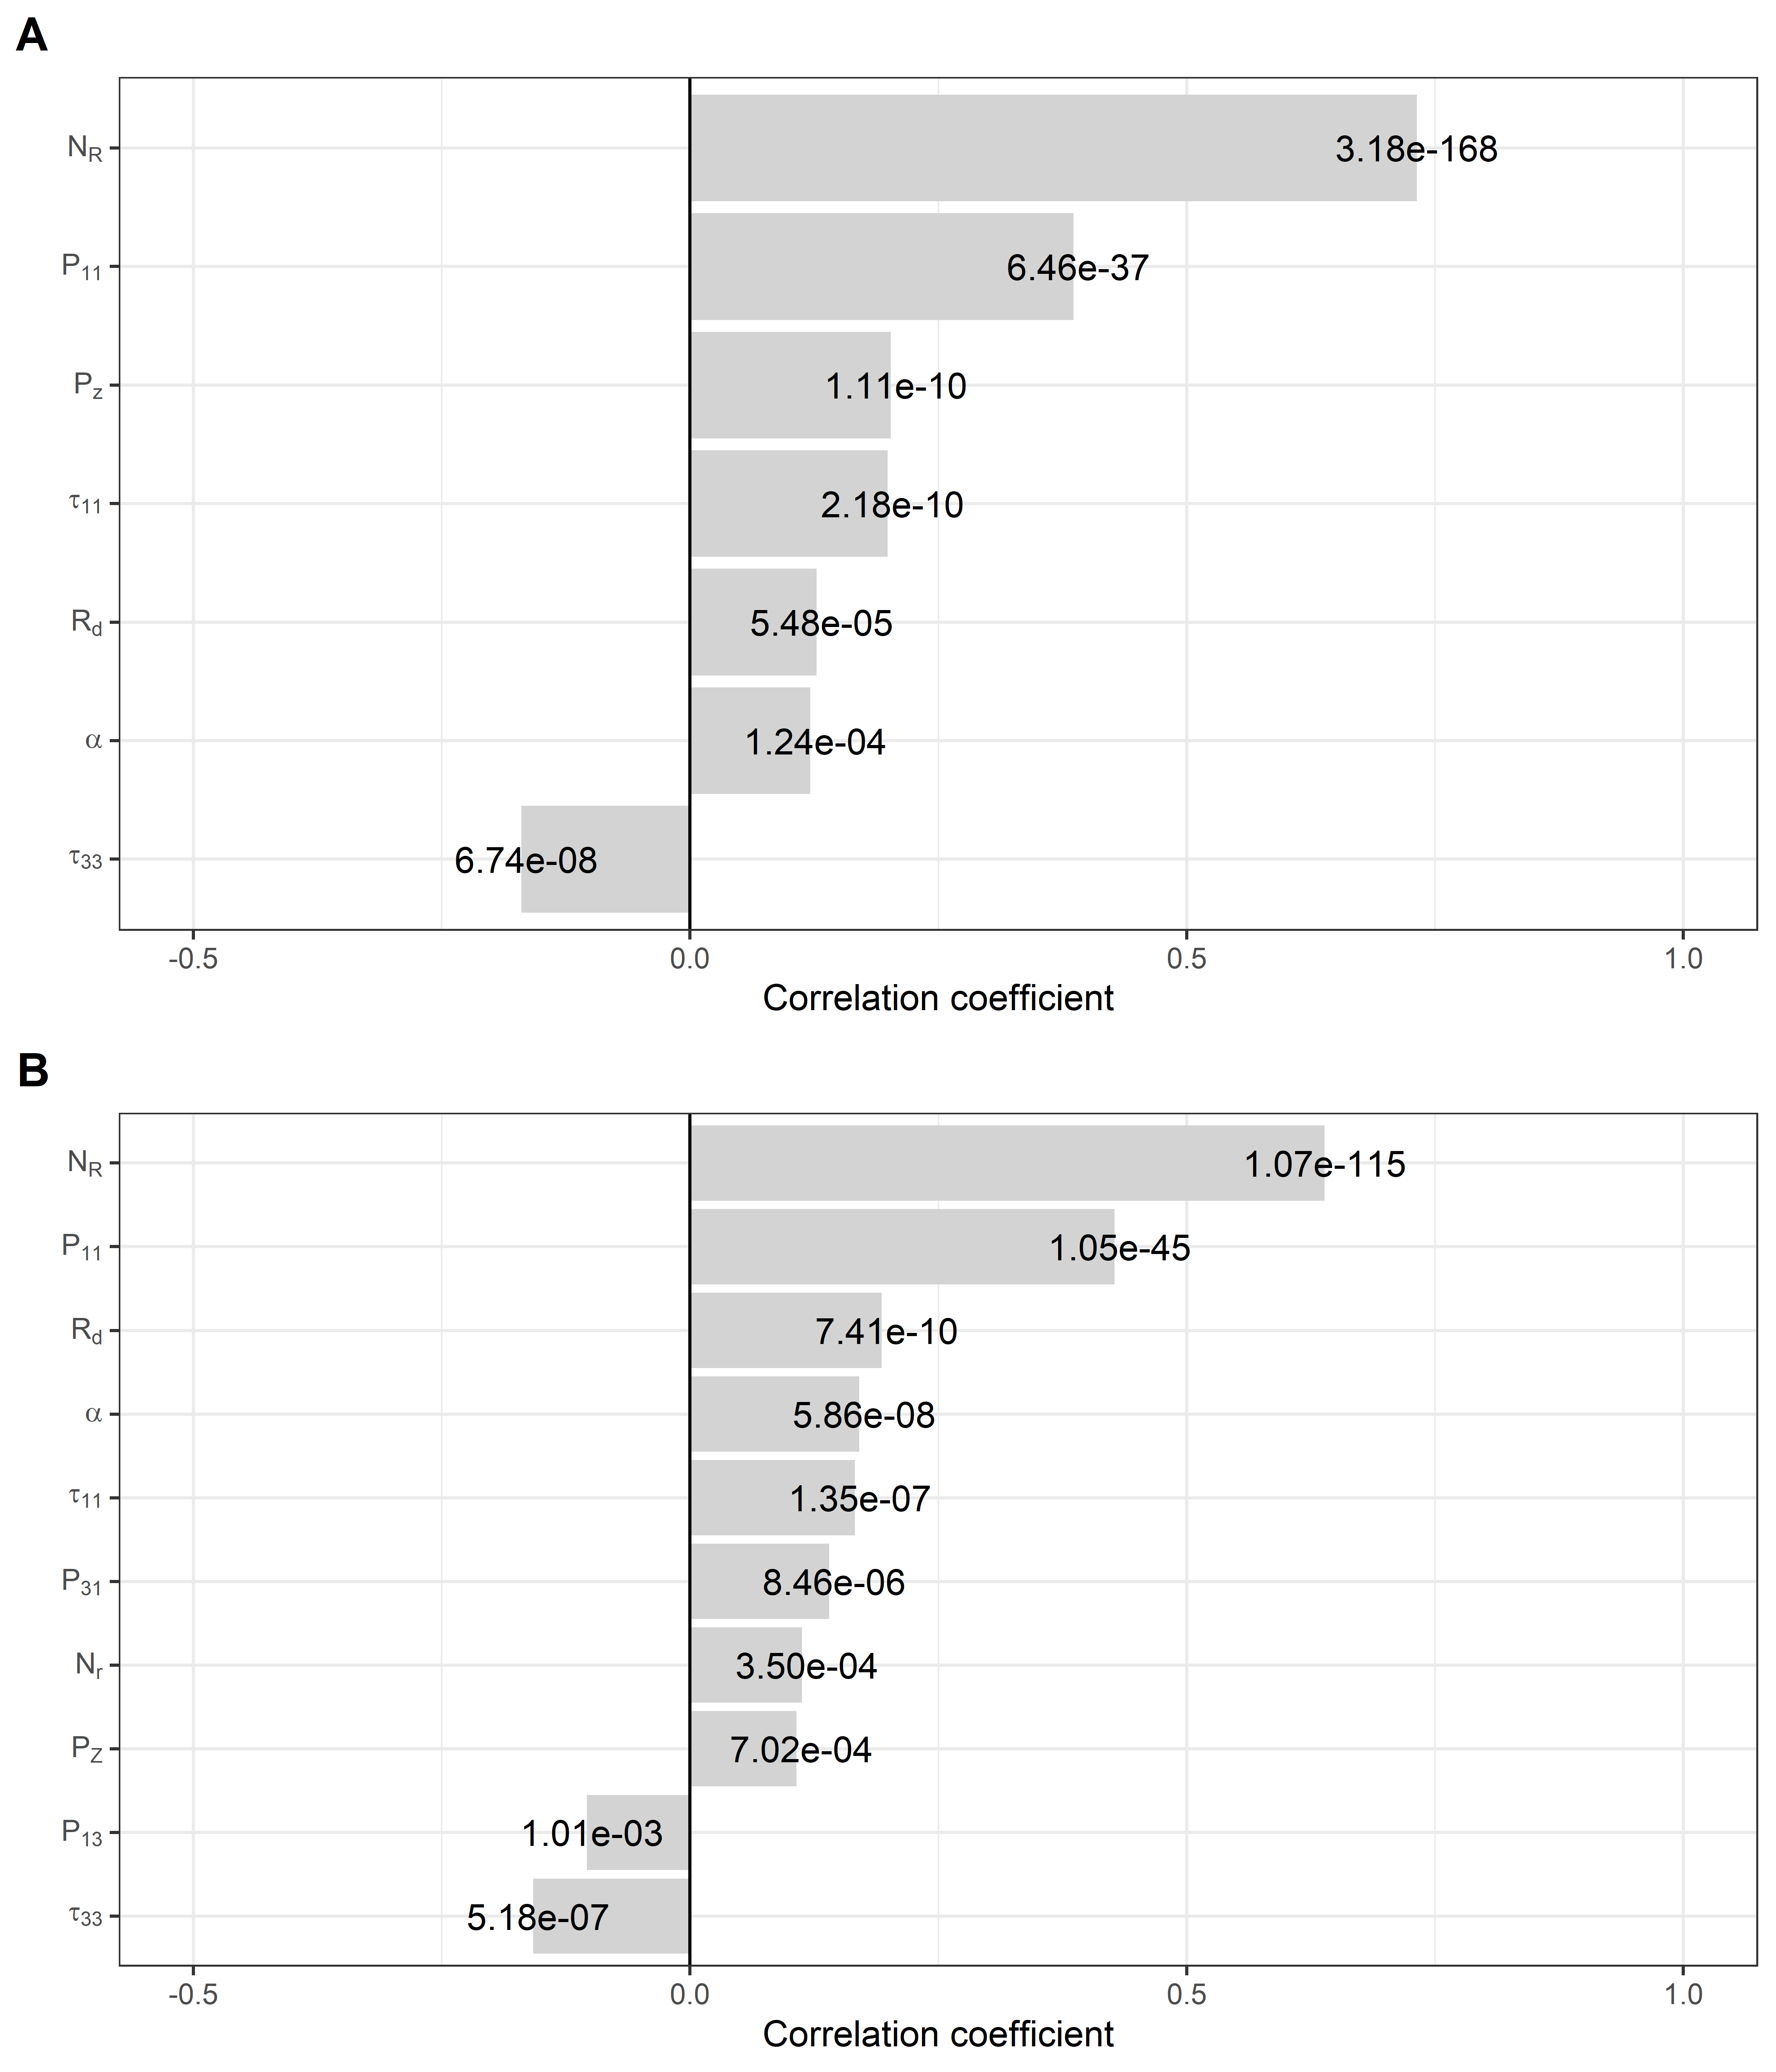 A
N_R 3.18e-168
P_11 6.46e-37
P_z 1.11e-10
τ_11 2.18e-10
R_d 5.48e-05
α 1.24e-04
τ_33 6.74e-08
-0.5 0.0 0.5 1.0
Correlation coefficient
B
N_R 1.07e-115
P_11 1.05e-45
R_d 7.41e-10
α 5.86e-08
τ_11 1.35e-07
P_31 8.46e-06
N_r 3.50e-04
P_Z 7.02e-04
P_13 1.01e-03
τ_33 5.18e-07
-0.5 0.0 0.5 1.0
Correlation coefficient